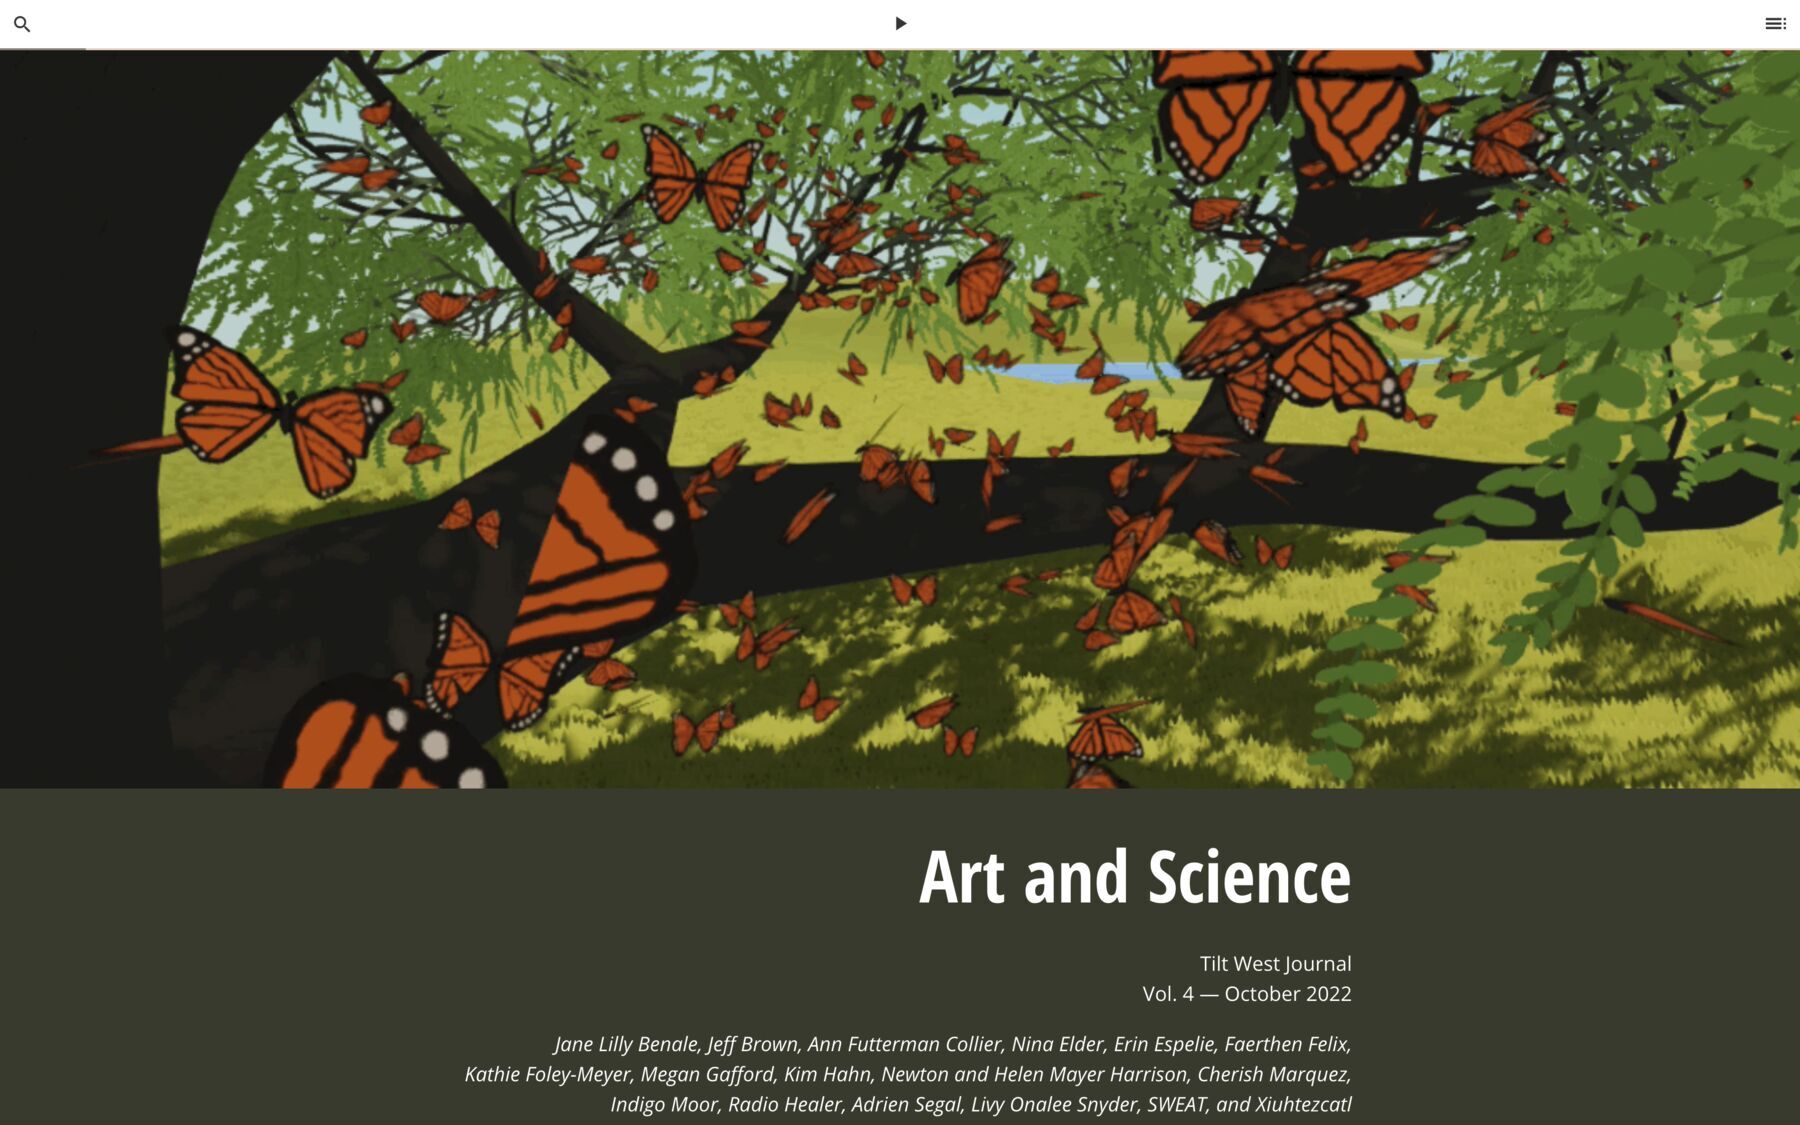 Art and Science
Tilt West Journal
Vol. 4 — October 2022
Jane Lilly Benale, Jeff Brown, Ann Futterman Collier, Nina Elder, Erin Espelie, Faerthen Felix,
Kathie Foley-Meyer, Megan Gafford, Kim Hahn, Newton and Helen Mayer Harrison, Cherish Marquez,
Indigo Moor, Radio Healer, Adrien Segal, Livy Onalee Snyder, SWEAT, and Xiuhtezcatl